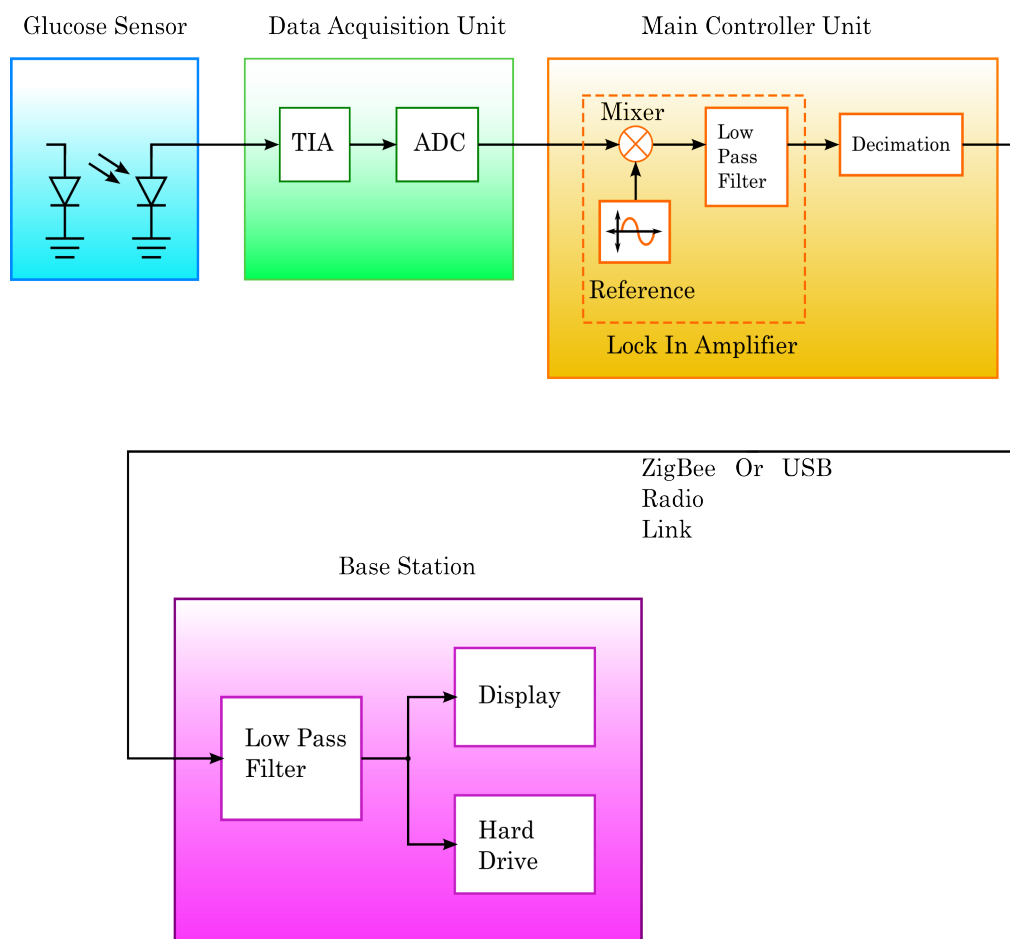 Glucose Sensor
Data Acquisition Unit
Main Controller Unit
TIA
ADC
Mixer
Low
Pass
Filter
Decimation
Reference
Lock In Amplifier
ZigBee Or USB
Radio
Link
Base Station
Low Pass
Filter
Display
Hard
Drive